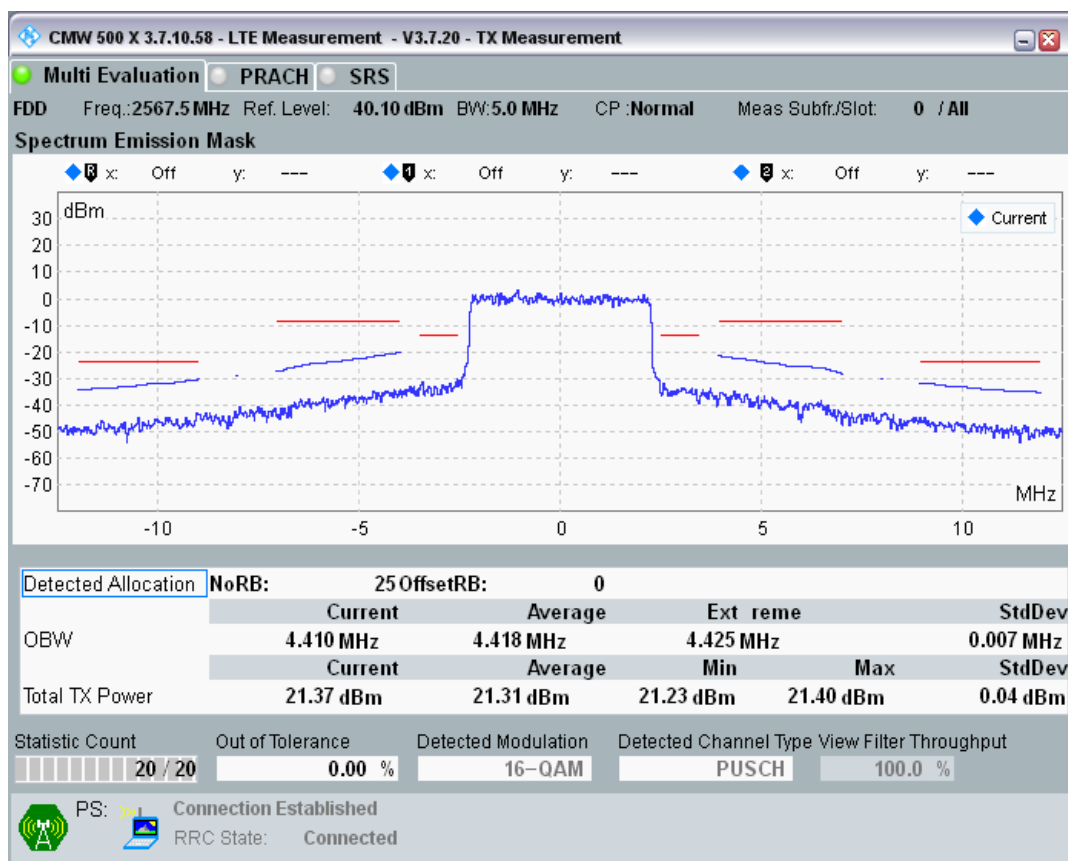 CMW 500 X 3.7.10.58 - LTE Measurement - V3.7.20 - TX Measurement
Multi Evaluation PRACH SRS
FDD Freq.:2567.5 MHz Ref. Level: 40.10 dBm BW:5.0 MHz CP :Normal Meas Subfr./Slot: 0 / All
Spectrum Emission Mask
R x: Off y: --- 1 x: Off y: --- 2 x: Off y: ---
dBm
Current
30
20
10
0
-10
-20
-30
-40
-50
-60
-70
MHz
-10 -5 0 5 10
Detected Allocation NoRB: 25 OffsetRB: 0
Current Average Ext reme StdDev
OBW 4.410 MHz 4.418 MHz 4.425 MHz 0.007 MHz
Current Average Min Max StdDev
Total TX Power 21.37 dBm 21.31 dBm 21.23 dBm 21.40 dBm 0.04 dBm
Statistic Count Out of Tolerance Detected Modulation Detected Channel Type View Filter Throughput
20 / 20 0.00 % 16-QAM PUSCH 100.0 %
PS: Connection Established
RRC State: Connected